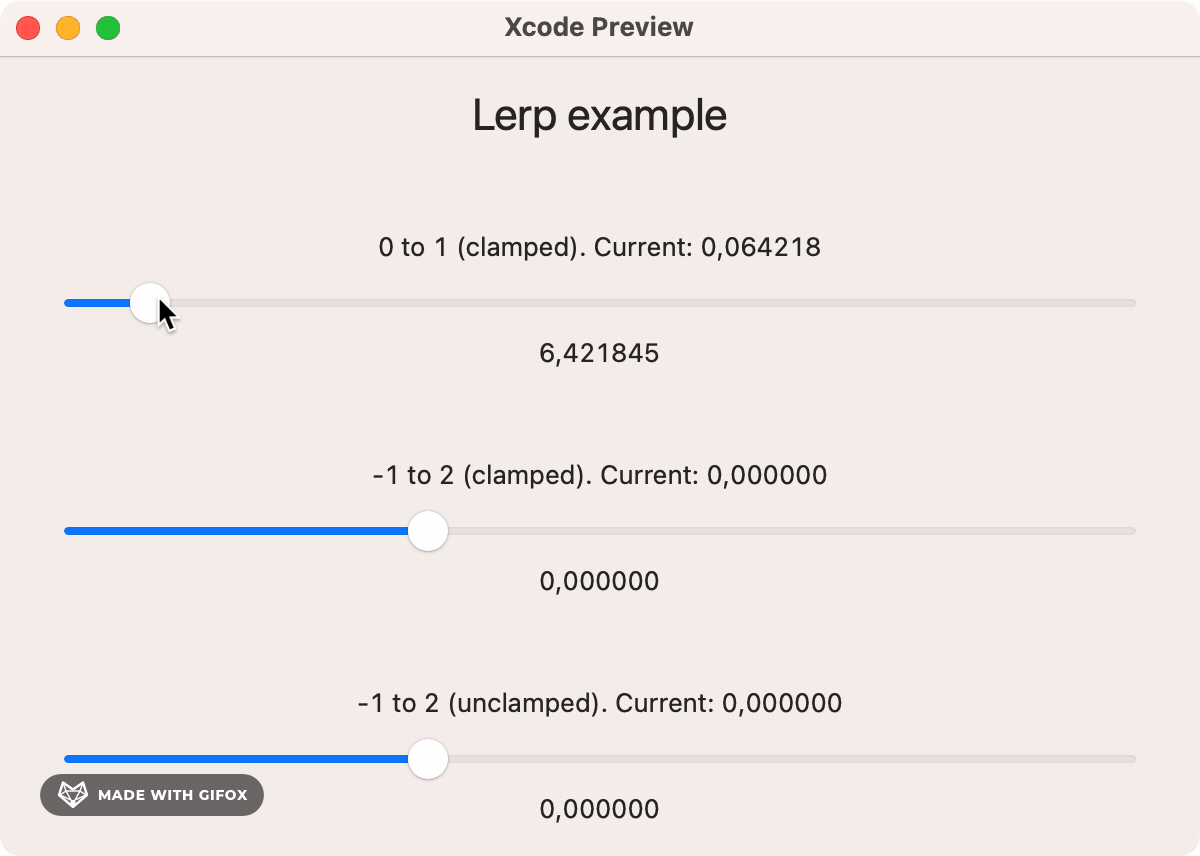 Xcode Preview
Lerp example
0 to 1 (clamped). Current: 0,064218
6,421845
-1 to 2 (clamped). Current: 0,000000
0,000000
-1 to 2 (unclamped). Current: 0,000000
MADE WITH GIFOX
0,000000